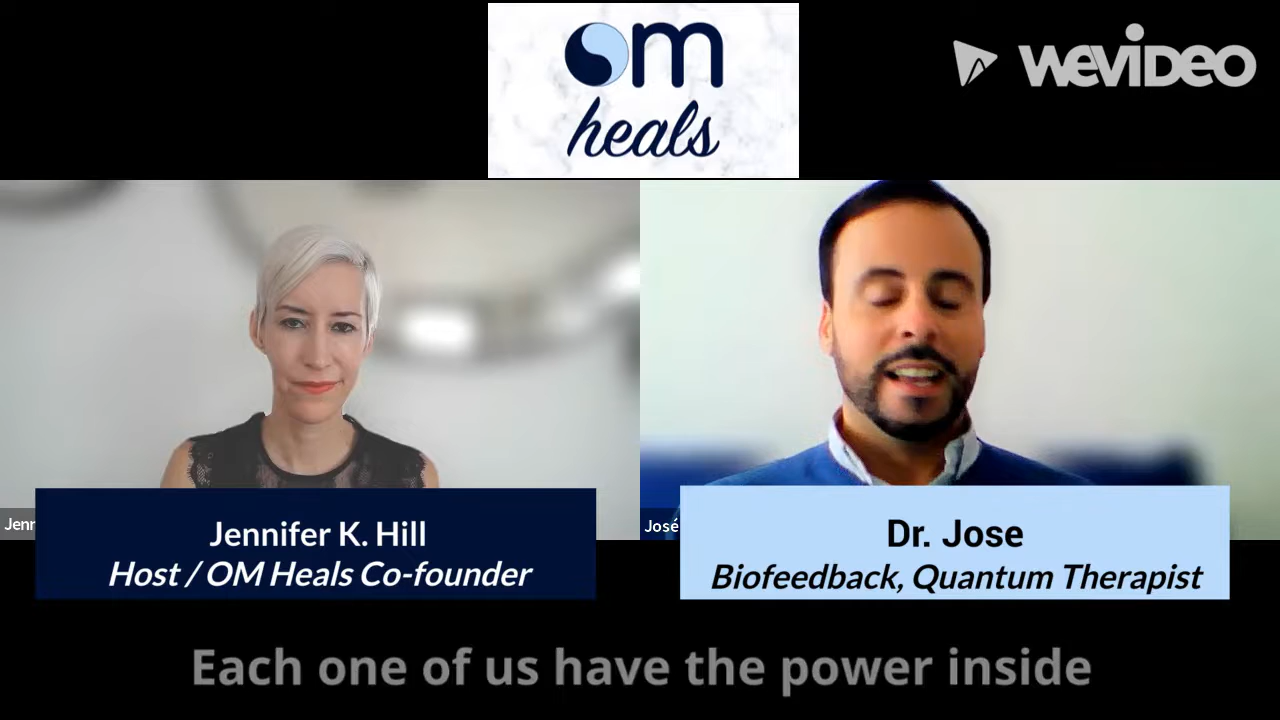 om
heals
WEVIDEO
Jenn
José
Jennifer K. Hill
Host / OM Heals Co-founder
Dr. Jose
Biofeedback, Quantum Therapist
Each one of us have the power inside